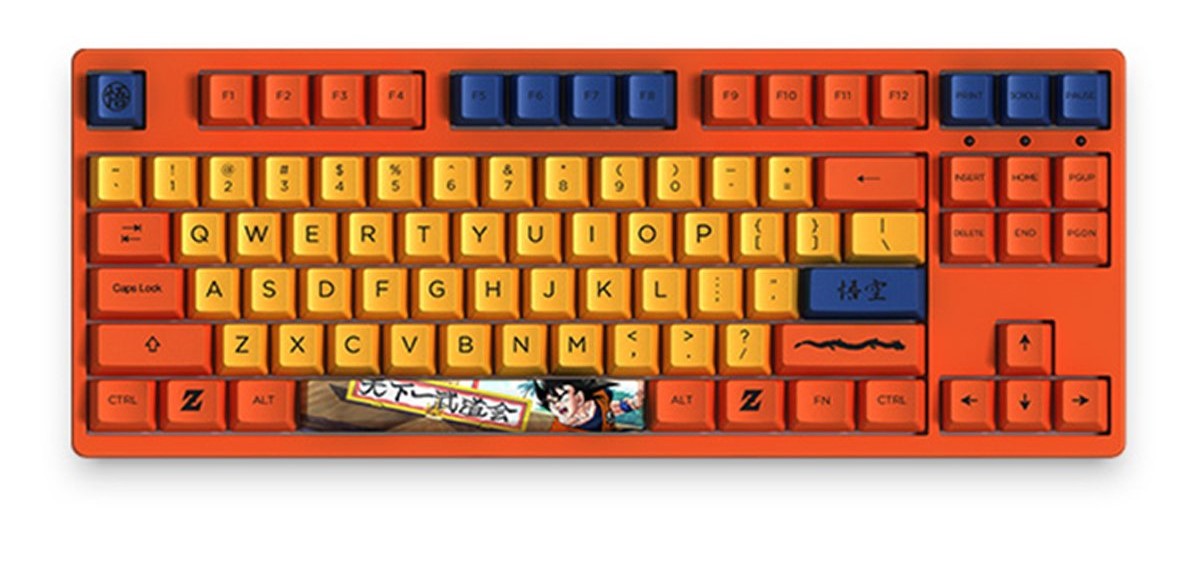 悟 F1 F2 F3 F4 F5 F6 F7 F8 F9 F10 F11 F12 PRINT SCROLL PAUSE
~ ! @ # $ % ^ & * ( ) _ +
` 1 2 3 4 5 6 7 8 9 0 - = ← INSERT HOME PGUP
Q W E R T Y U I O P { } |
[ ] \ DELETE END PGDN
Caps Lock A S D F G H J K L : "
; ' 悟空
⇧ Z X C V B N M < > ?
, . / ↑
CTRL Z ALT 天下一武道会 ALT Z FN CTRL ← ↓ →